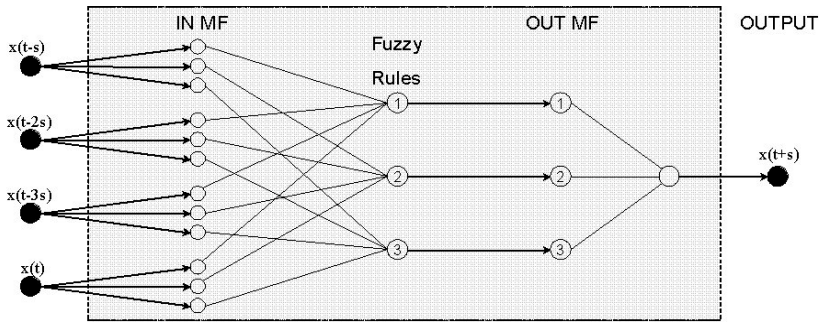 IN MF
OUT MF
OUTPUT
Fuzzy
Rules
x(t-s)
x(t-2s)
x(t-3s)
x(t)
1
2
3
1
2
3
x(t+s)